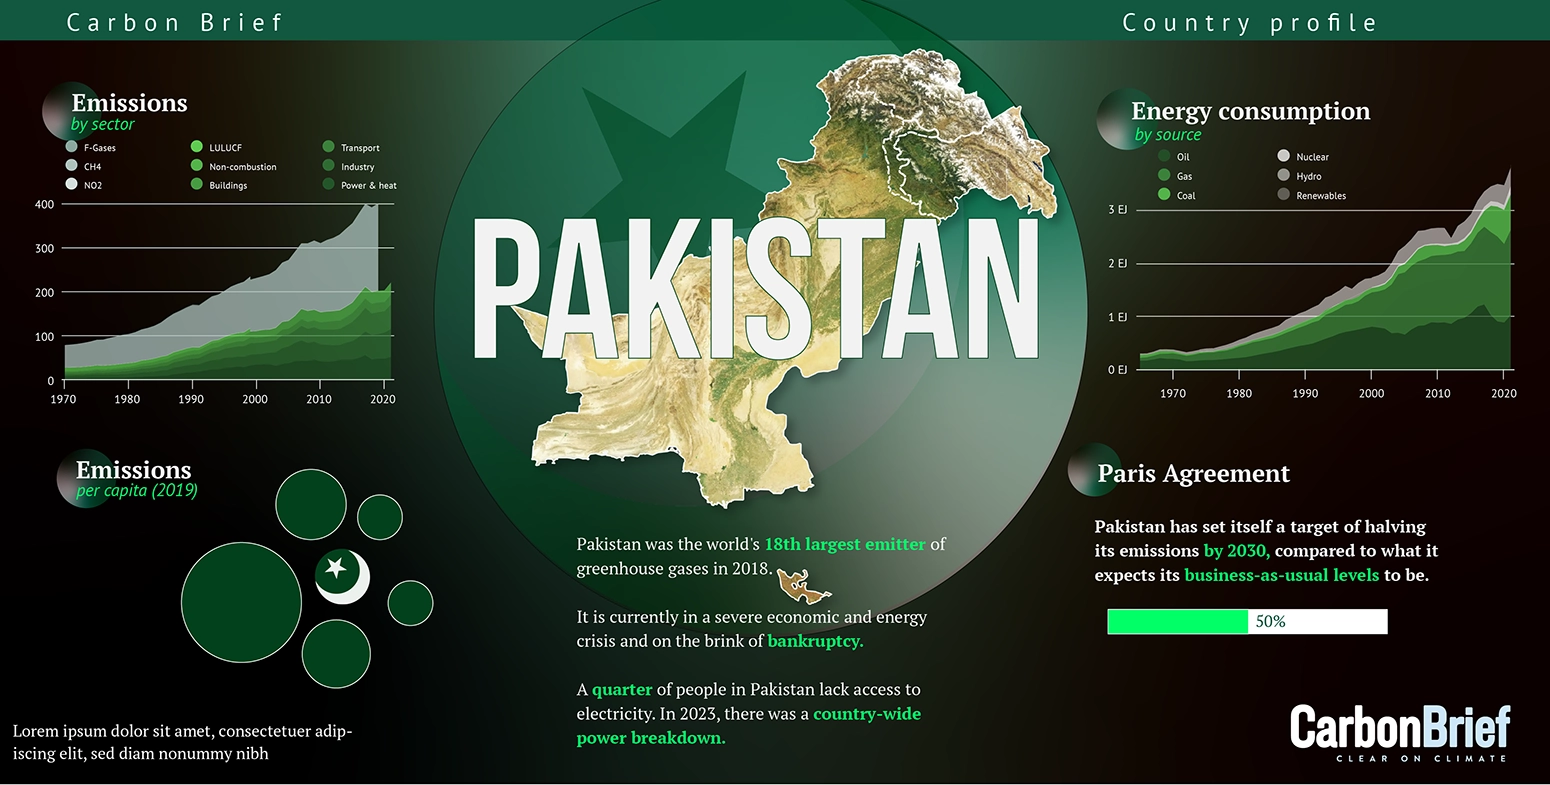 Carbon Brief
Country profile
Emissions
by sector
F-Gases
LULUCF
Transport
CH4
Non-combustion
Industry
NO2
Buildings
Power & heat
400
300
200
100
0
1970
1980
1990
2000
2010
2020
PAKISTAN
Energy consumption
by source
Oil
Nuclear
Gas
Hydro
Coal
Renewables
3 EJ
2 EJ
1 EJ
0 EJ
1970
1980
1990
2000
2010
2020
Emissions
per capita (2019)
Lorem ipsum dolor sit amet, consectetuer adip-
iscing elit, sed diam nonummy nibh
Pakistan was the world's 18th largest emitter of
greenhouse gases in 2018.
It is currently in a severe economic and energy
crisis and on the brink of bankruptcy.
A quarter of people in Pakistan lack access to
electricity. In 2023, there was a country-wide
power breakdown.
Paris Agreement
Pakistan has set itself a target of halving
its emissions by 2030, compared to what it
expects its business-as-usual levels to be.
50%
CarbonBrief
CLEAR ON CLIMATE